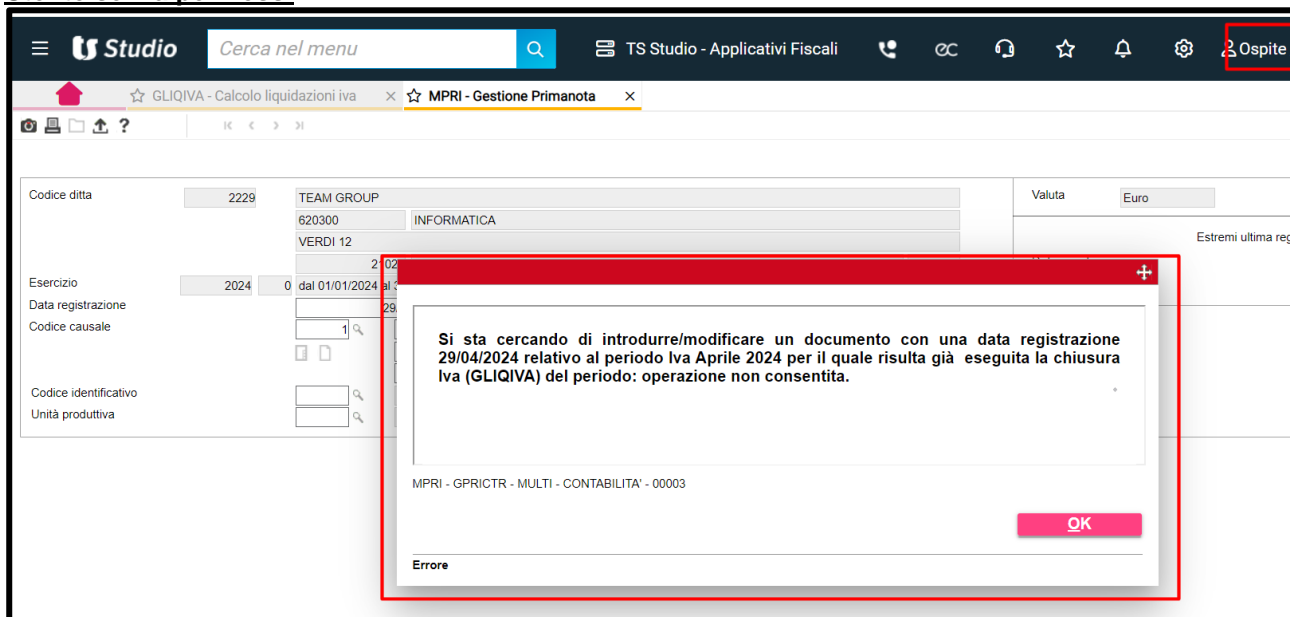 ts Studio
Cerca nel menu
TS Studio - Applicativi Fiscali
Ospite
GLIQIVA - Calcolo liquidazioni iva
MPRI - Gestione Primanota
Codice ditta
2229
TEAM GROUP
Valuta
Euro
620300
INFORMATICA
VERDI 12
Estremi ultima reg
Esercizio
2024
0
dal 01/01/2024 al
Data registrazione
29/
Codice causale
1
Codice identificativo
Unità produttiva
Si sta cercando di introdurre/modificare un documento con una data registrazione
29/04/2024 relativo al periodo Iva Aprile 2024 per il quale risulta già eseguita la chiusura
Iva (GLIQIVA) del periodo: operazione non consentita.
MPRI - GPRICTR - MULTI - CONTABILITA' - 00003
OK
Errore